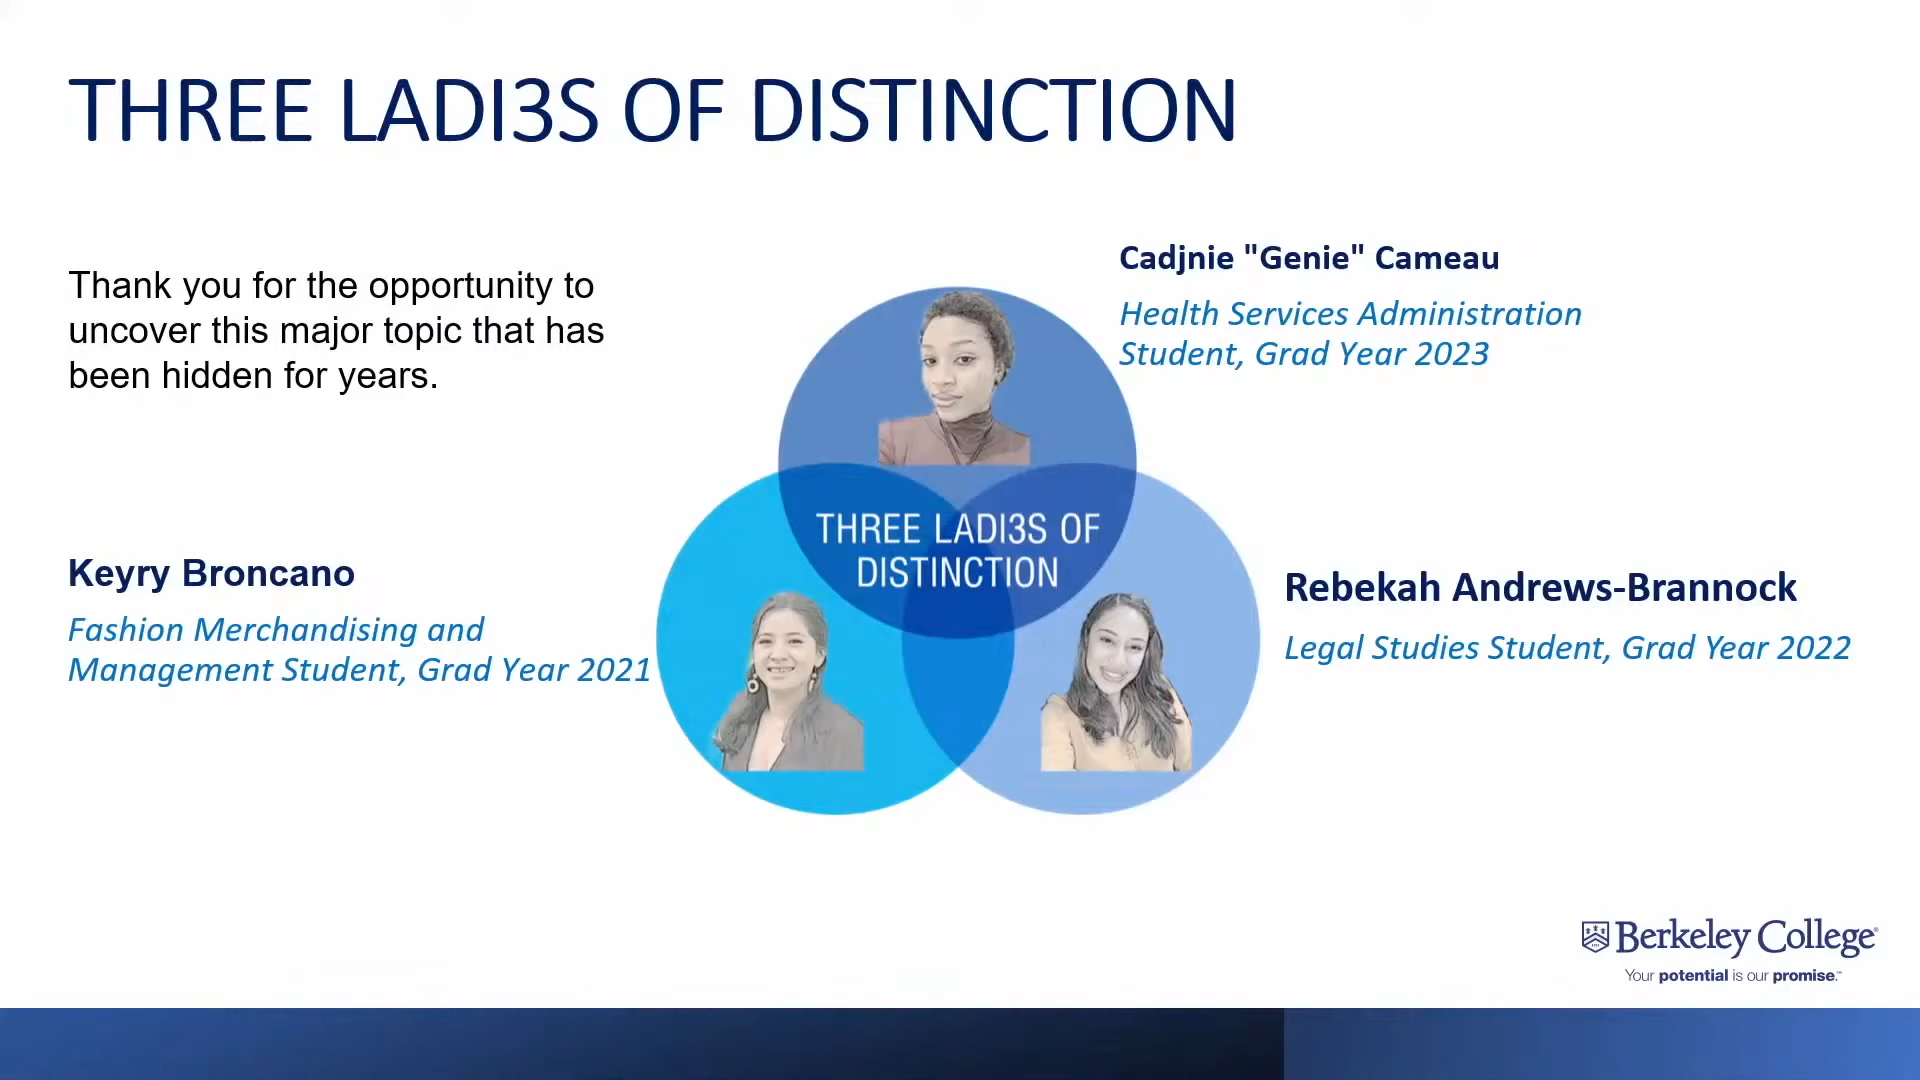 THREE LADI3S OF DISTINCTION
Thank you for the opportunity to
uncover this major topic that has
been hidden for years.
Cadjnie "Genie" Cameau
Health Services Administration
Student, Grad Year 2023
THREE LADI3S OF
DISTINCTION
Keyry Broncano
Fashion Merchandising and
Management Student, Grad Year 2021
Rebekah Andrews-Brannock
Legal Studies Student, Grad Year 2022
Berkeley College®
Your potential is our promise.™